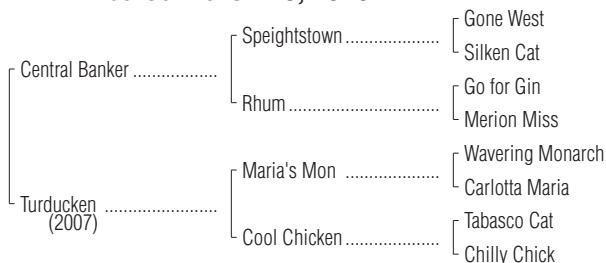 Gone West
Speightstown
Silken Cat
Central Banker
Go for Gin
Rhum
Merion Miss
Wavering Monarch
Maria's Mon
Carlotta Maria
Turducken
(2007)
Tabasco Cat
Cool Chicken
Chilly Chick